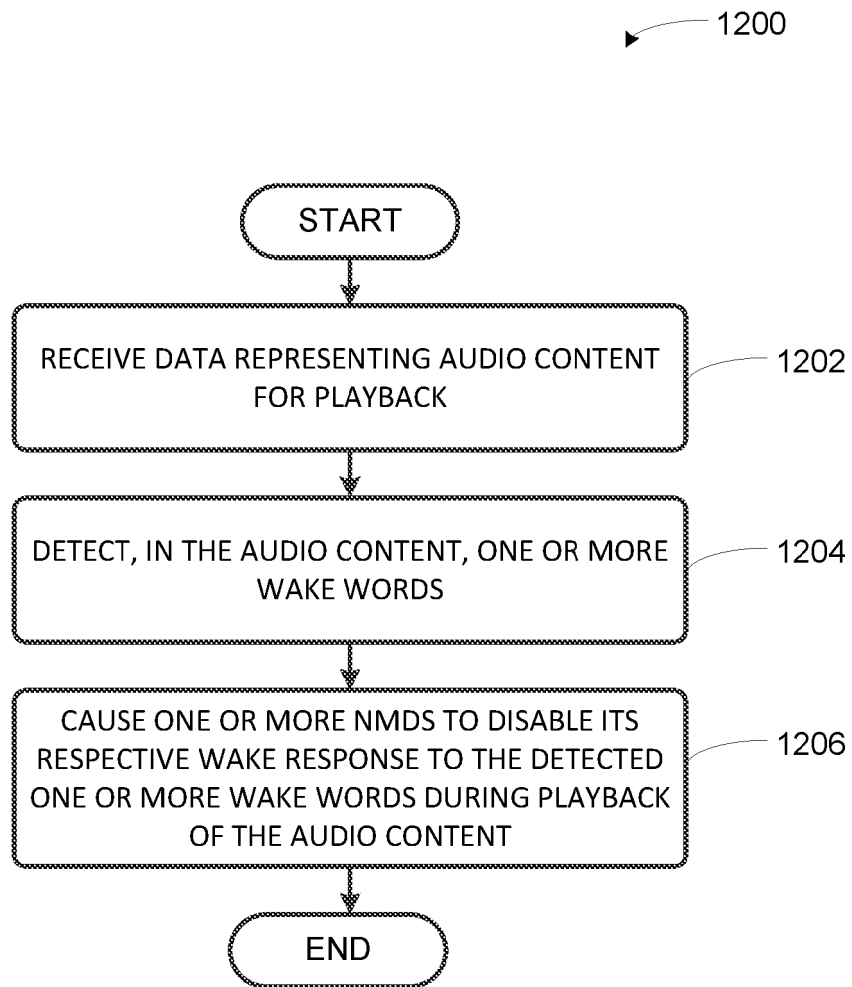 1200
START
RECEIVE DATA REPRESENTING AUDIO CONTENT
FOR PLAYBACK
1202
DETECT, IN THE AUDIO CONTENT, ONE OR MORE
WAKE WORDS
1204
CAUSE ONE OR MORE NMDS TO DISABLE ITS
RESPECTIVE WAKE RESPONSE TO THE DETECTED
ONE OR MORE WAKE WORDS DURING PLAYBACK
OF THE AUDIO CONTENT
1206
END